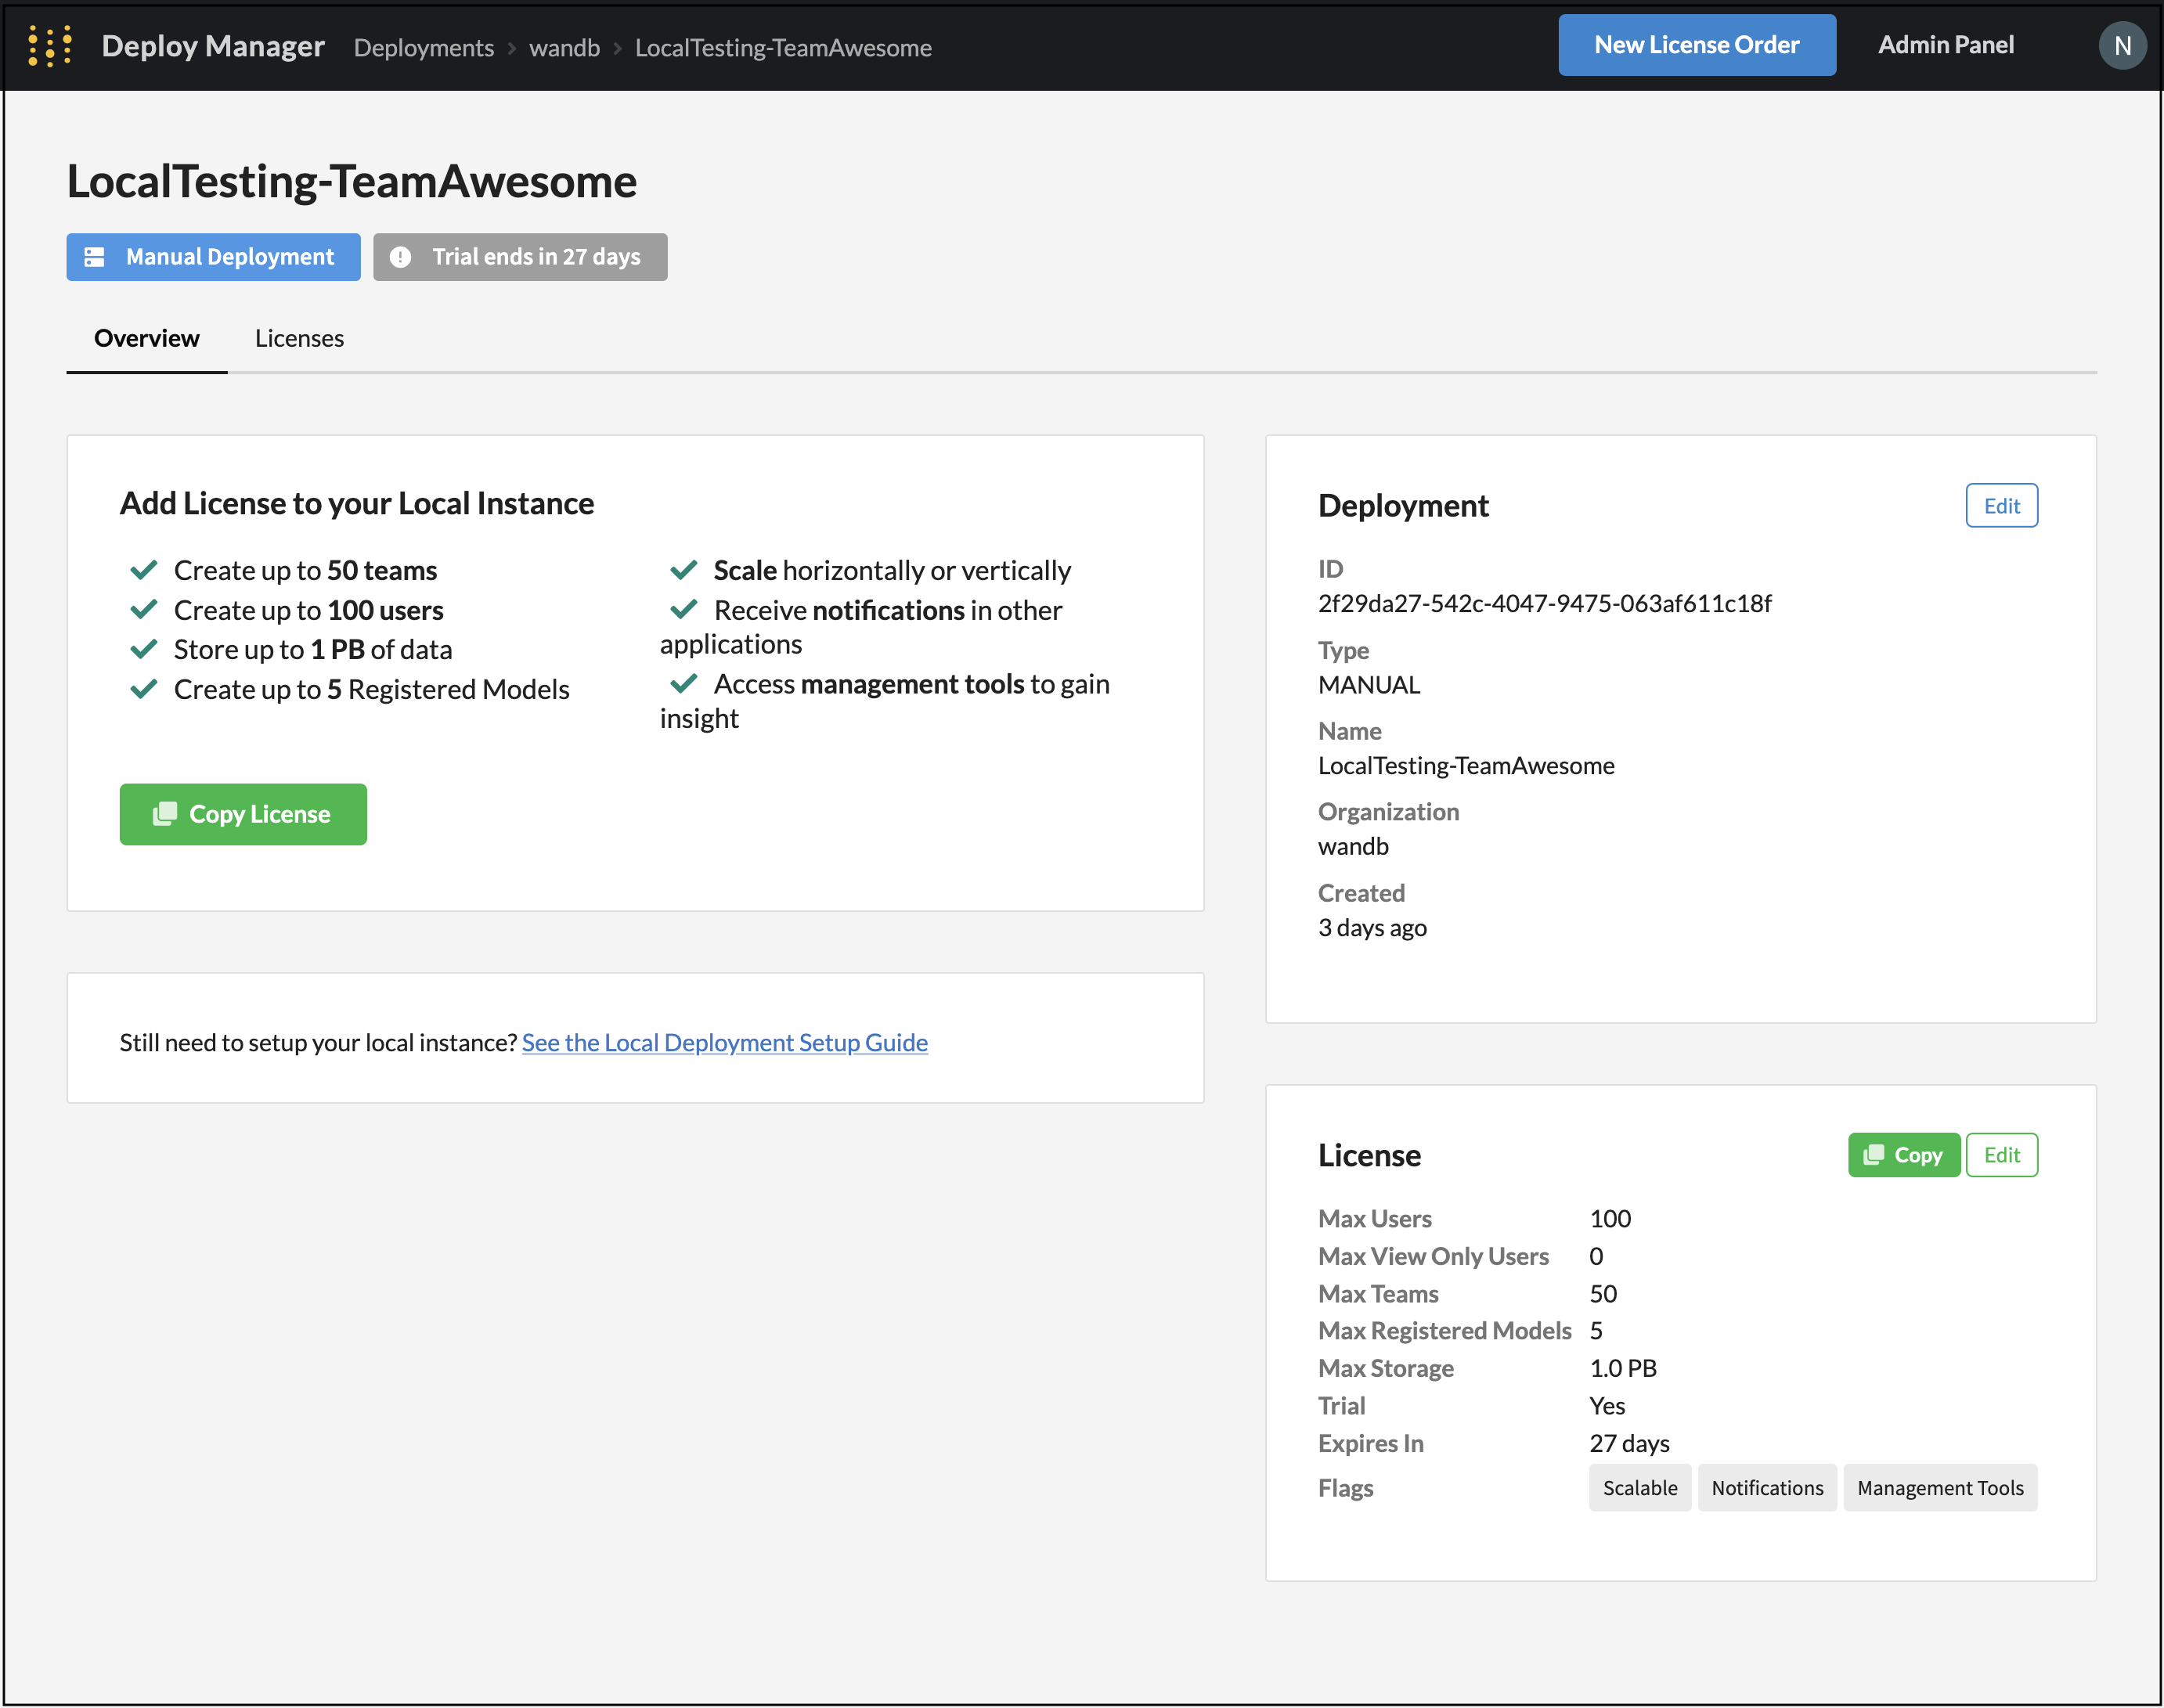 Deploy Manager Deployments > wandb > LocalTesting-TeamAwesome New License Order Admin Panel N
LocalTesting-TeamAwesome
Manual Deployment Trial ends in 27 days
Overview Licenses
Add License to your Local Instance
Create up to 50 teams
Create up to 100 users
Store up to 1 PB of data
Create up to 5 Registered Models
Scale horizontally or vertically
Receive notifications in other
applications
Access management tools to gain
insight
Copy License
Still need to setup your local instance? See the Local Deployment Setup Guide
Deployment Edit
ID
2f29da27-542c-4047-9475-063af611c18f
Type
MANUAL
Name
LocalTesting-TeamAwesome
Organization
wandb
Created
3 days ago
License Copy Edit
Max Users 100
Max View Only Users 0
Max Teams 50
Max Registered Models 5
Max Storage 1.0 PB
Trial Yes
Expires In 27 days
Flags Scalable Notifications Management Tools